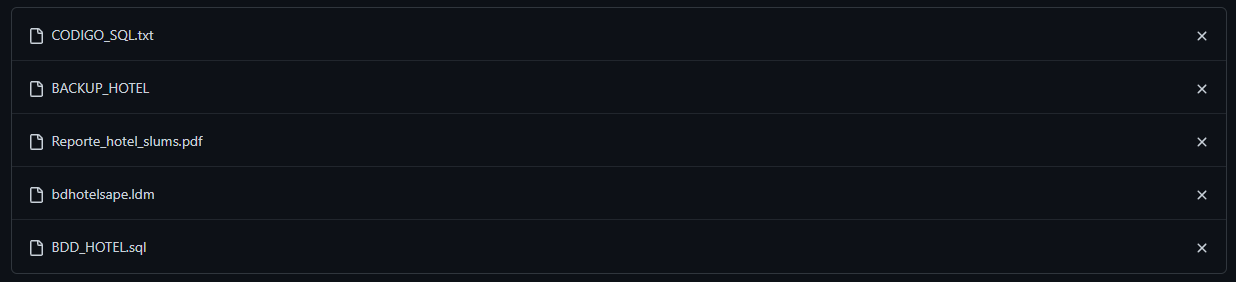 CODIGO_SQL.txt
BACKUP_HOTEL
Reporte_hotel_slums.pdf
bdhotelsape.ldm
BDD_HOTEL.sql